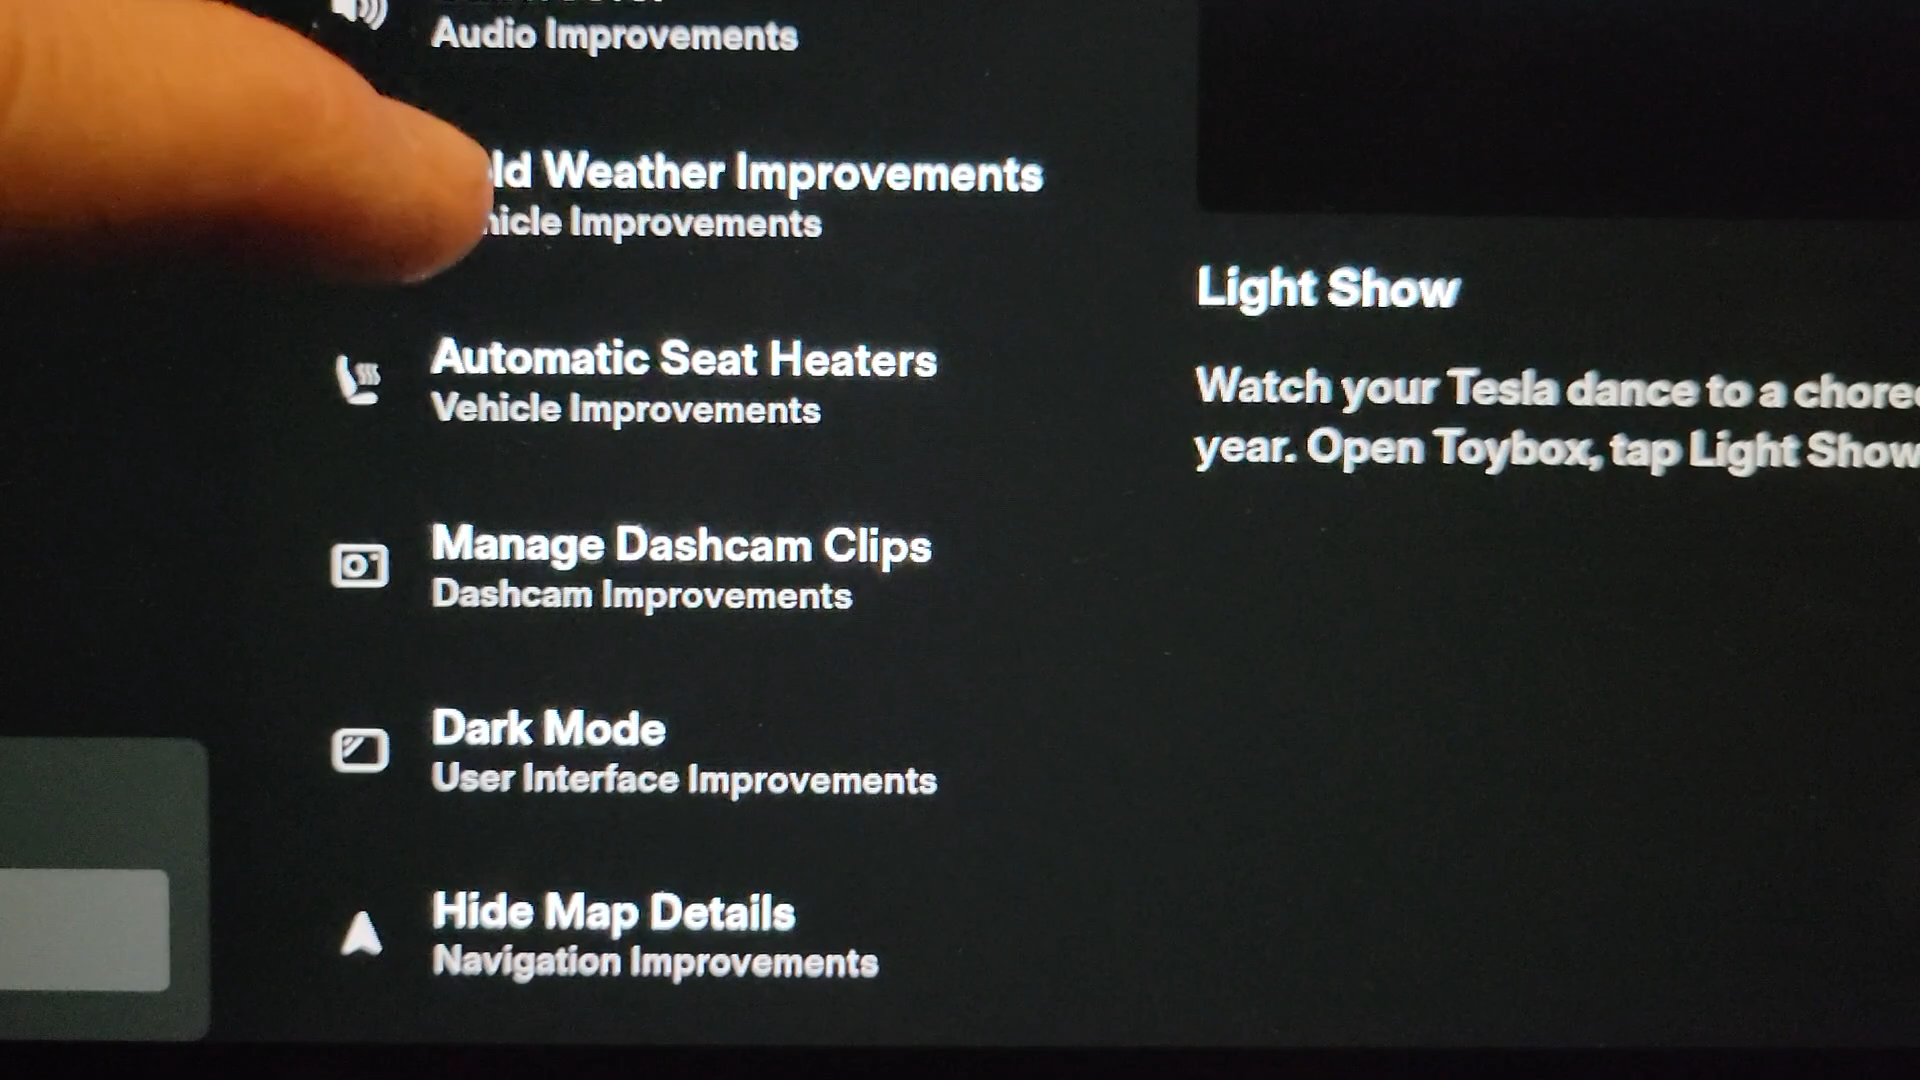 Audio Improvements
ld Weather Improvements
hicle Improvements
Automatic Seat Heaters
Vehicle Improvements
Manage Dashcam Clips
Dashcam Improvements
Dark Mode
User Interface Improvements
Hide Map Details
Navigation Improvements
Light Show
Watch your Tesla dance to a chore
year. Open Toybox, tap Light Show